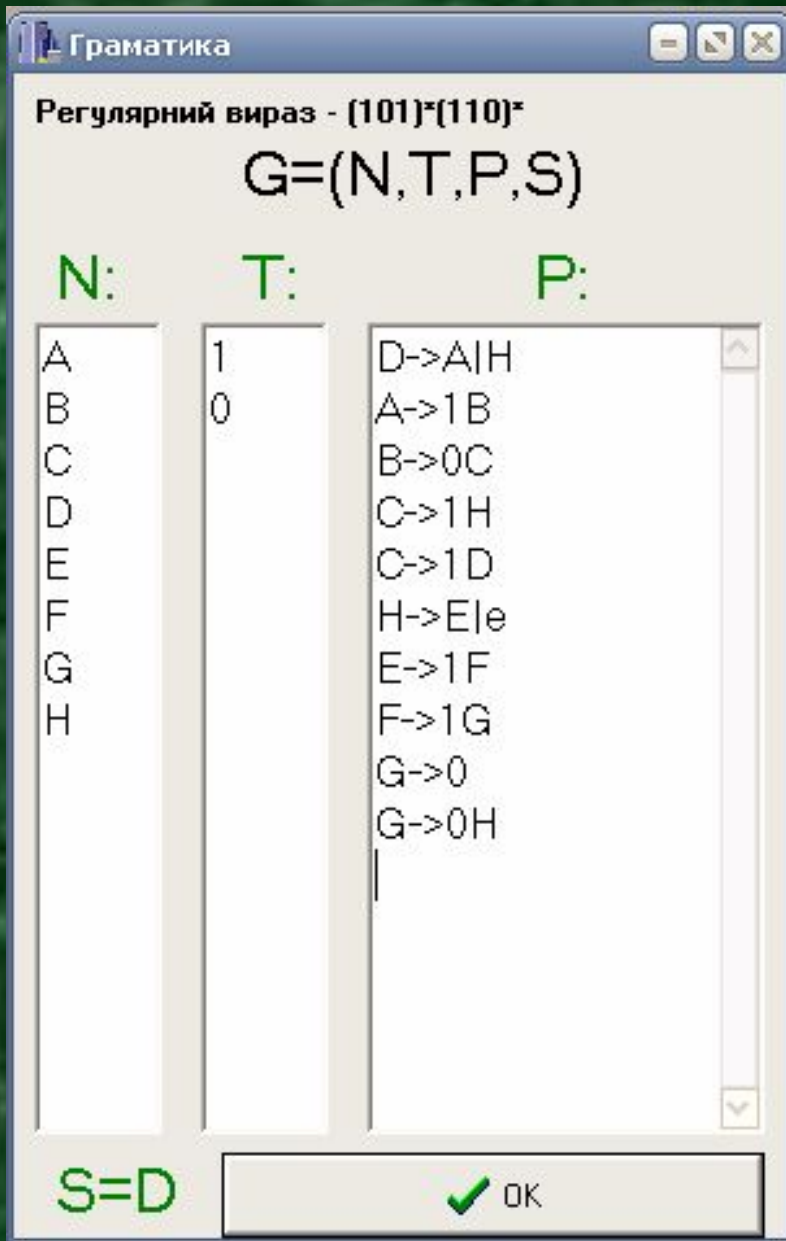 Граматика
Регулярний вираз - (101)*(110)*
G=(N,T,P,S)
N:
T:
P:
A
B
C
D
E
F
G
H
1
0
D->A|H
A->1B
B->0C
C->1H
C->1D
H->E|e
E->1F
F->1G
G->0
G->0H
S=D
OK